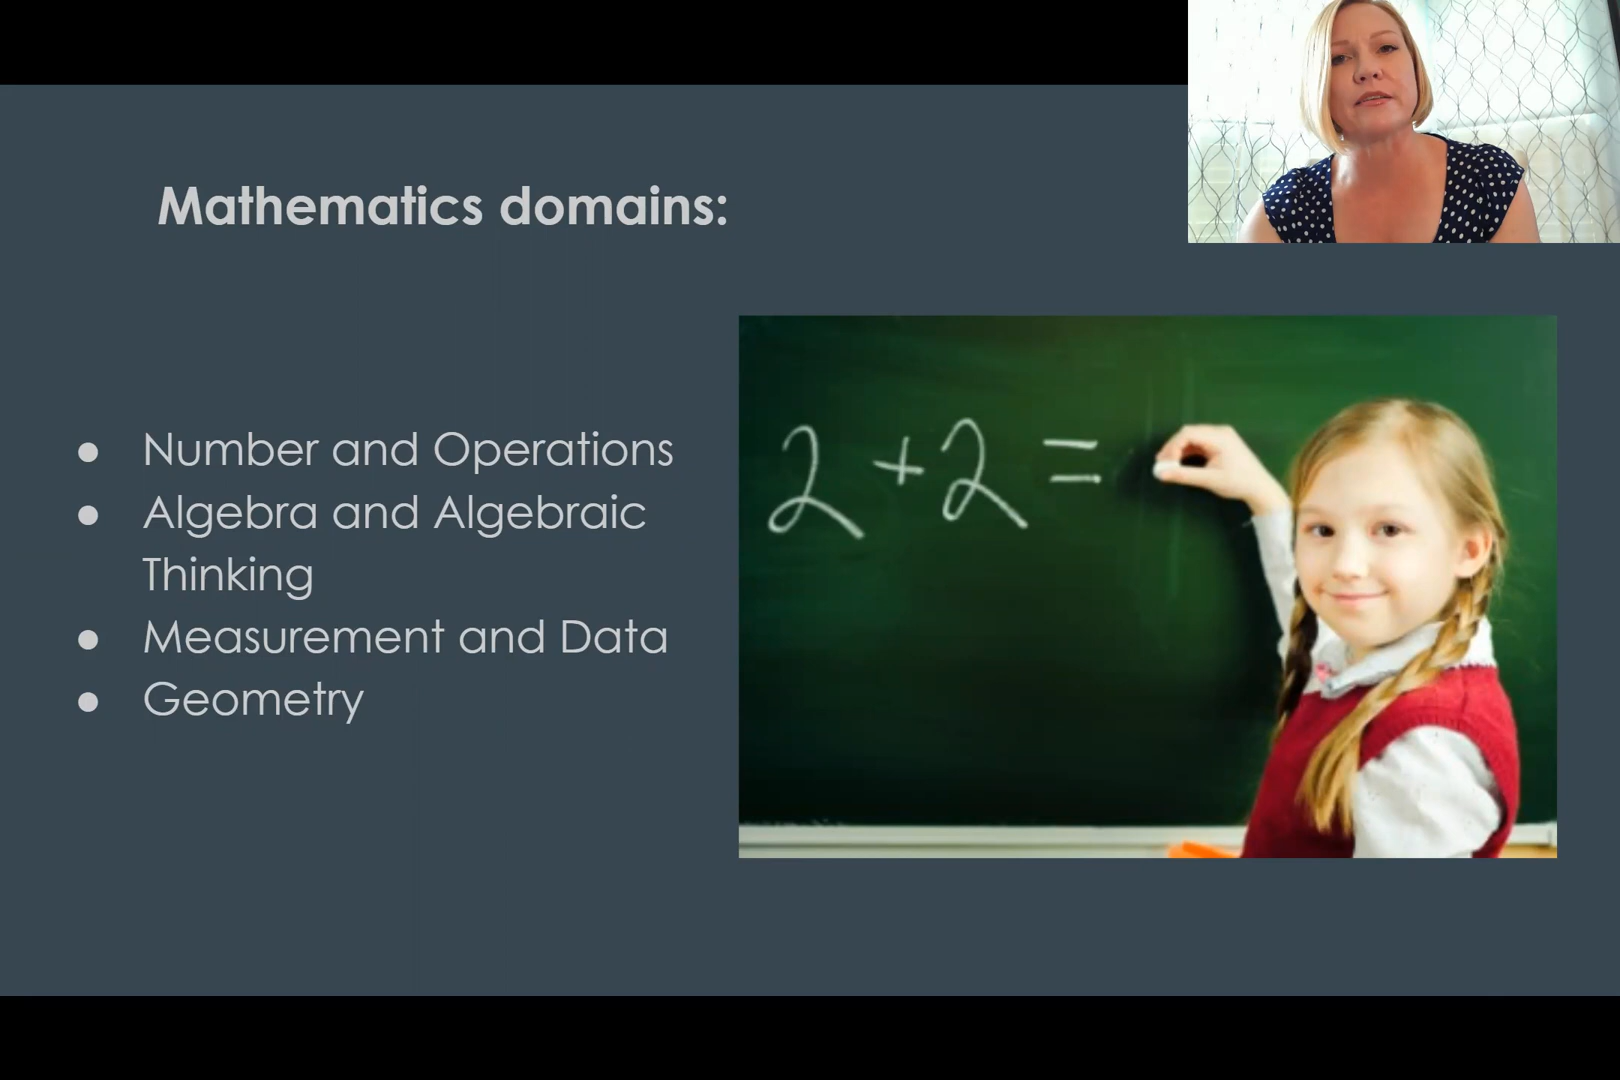 Mathematics domains:
● Number and Operations
● Algebra and Algebraic
Thinking
● Measurement and Data
● Geometry
2 + 2 =